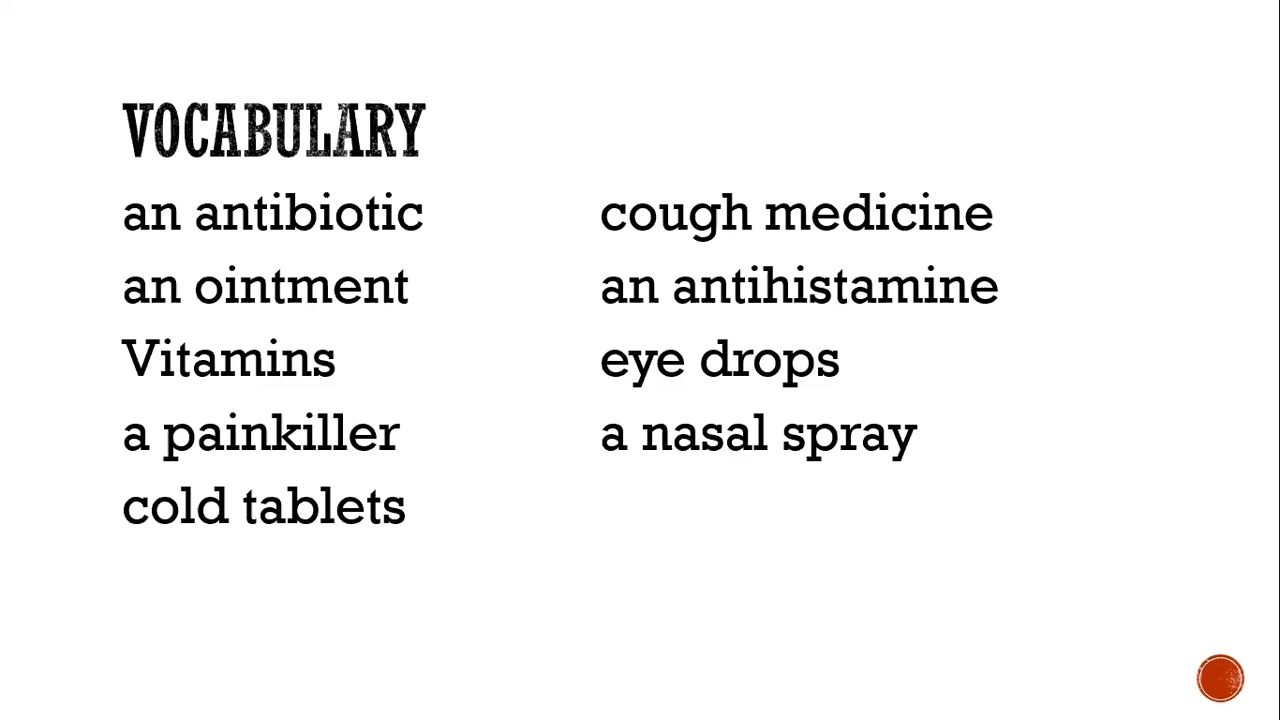 VOCABULARY
an antibiotic
an ointment
Vitamins
a painkiller
cold tablets
cough medicine
an antihistamine
eye drops
a nasal spray